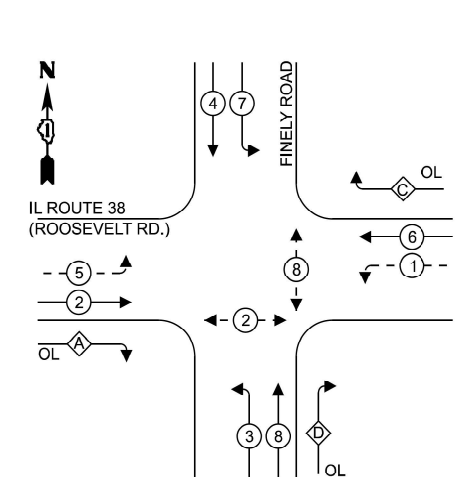 N
4
7
FINELY ROAD
OL
C
IL ROUTE 38
(ROOSEVELT RD.)
6
5
8
1
2
2
A
OL
3
8
D
OL